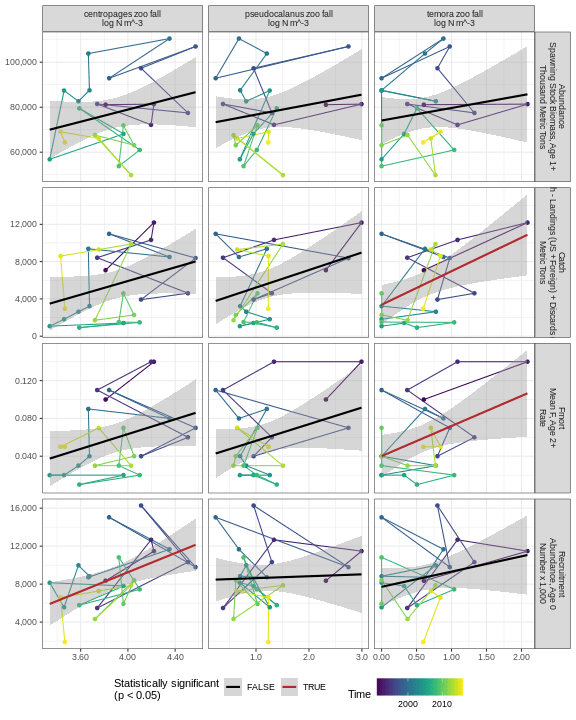 centropages zoo fall
log N m^-3
pseudocalanus zoo fall
log N m^-3
temora zoo fall
log N m^-3
100,000
80,000
60,000
Abundance
Spawning Stock Biomass, Age 1+
Thousand Metric Tons
12,000
8,000
4,000
0
Catch
h - Landings (US +Foreign) + Discards
Metric Tons
0.120
0.080
0.040
Fmort
Mean F, Age 2+
Rate
16,000
12,000
8,000
4,000
Recruitment
Abundance, Age 0
Number x 1,000
3.60 4.00 4.50
1.0 2.0 3.0
0.00 0.50 1.00 1.50 2.00
Statistically significant
(p < 0.05)
FALSE
TRUE
Time
2000 2010